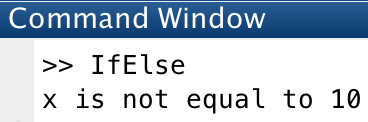 Command Window
>> IfElse
x is not equal to 10